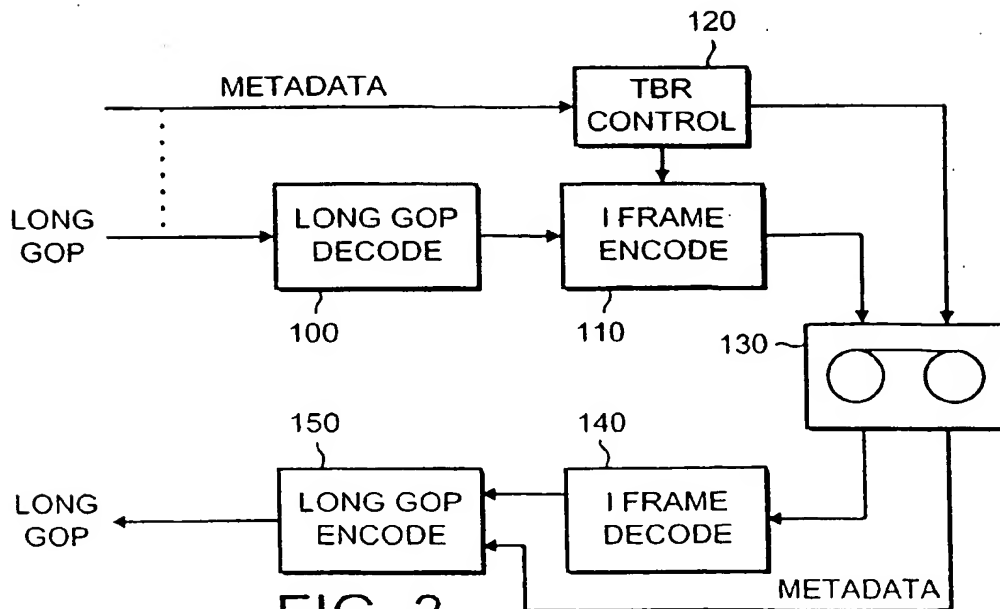 120
METADATA
TBR
CONTROL
LONG
GOP
LONG GOP
DECODE
I FRAME
ENCODE
100
110
130
150
140
LONG
GOP
LONG GOP
ENCODE
I FRAME
DECODE
METADATA